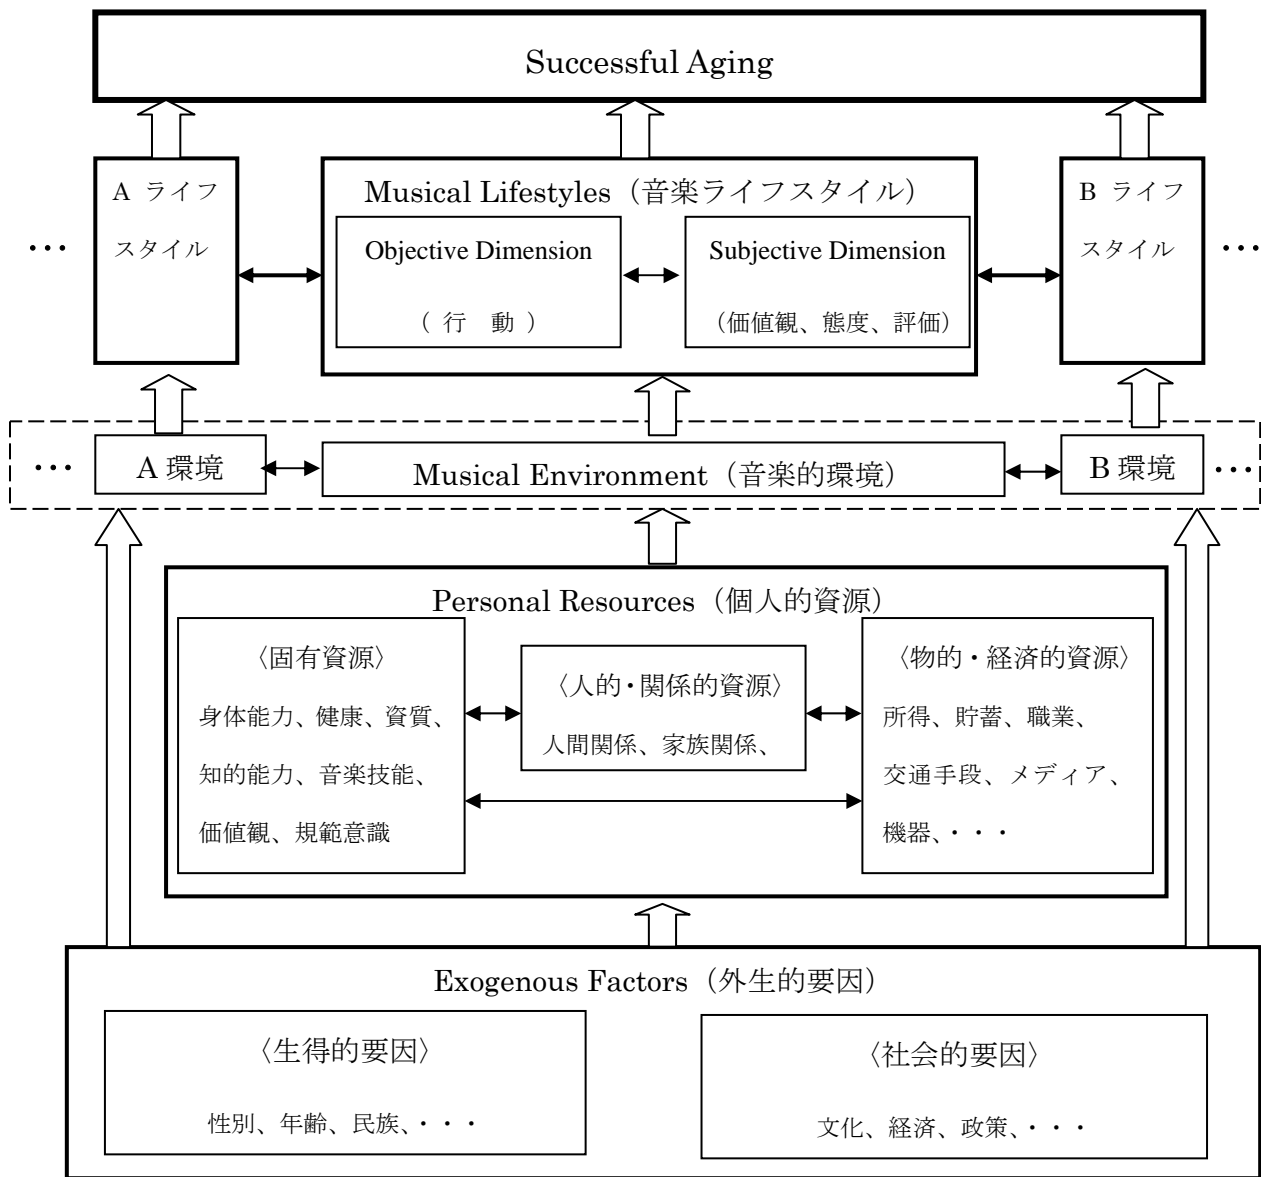 Successful Aging
A ライフ
スタイル
Musical Lifestyles（音楽ライフスタイル）
Objective Dimension
（ 行　動 ）
Subjective Dimension
（価値観、態度、評価）
B ライフ
スタイル
・・・
・・・
・・・
A 環境
Musical Environment（音楽的環境）
B 環境
・・・
Personal Resources（個人的資源）
〈固有資源〉
身体能力、健康、資質、
知的能力、音楽技能、
価値観、規範意識
〈人的・関係的資源〉
人間関係、家族関係、
〈物的・経済的資源〉
所得、貯蓄、職業、
交通手段、メディア、
機器、・・・
Exogenous Factors（外生的要因）
〈生得的要因〉
性別、年齢、民族、・・・
〈社会的要因〉
文化、経済、政策、・・・